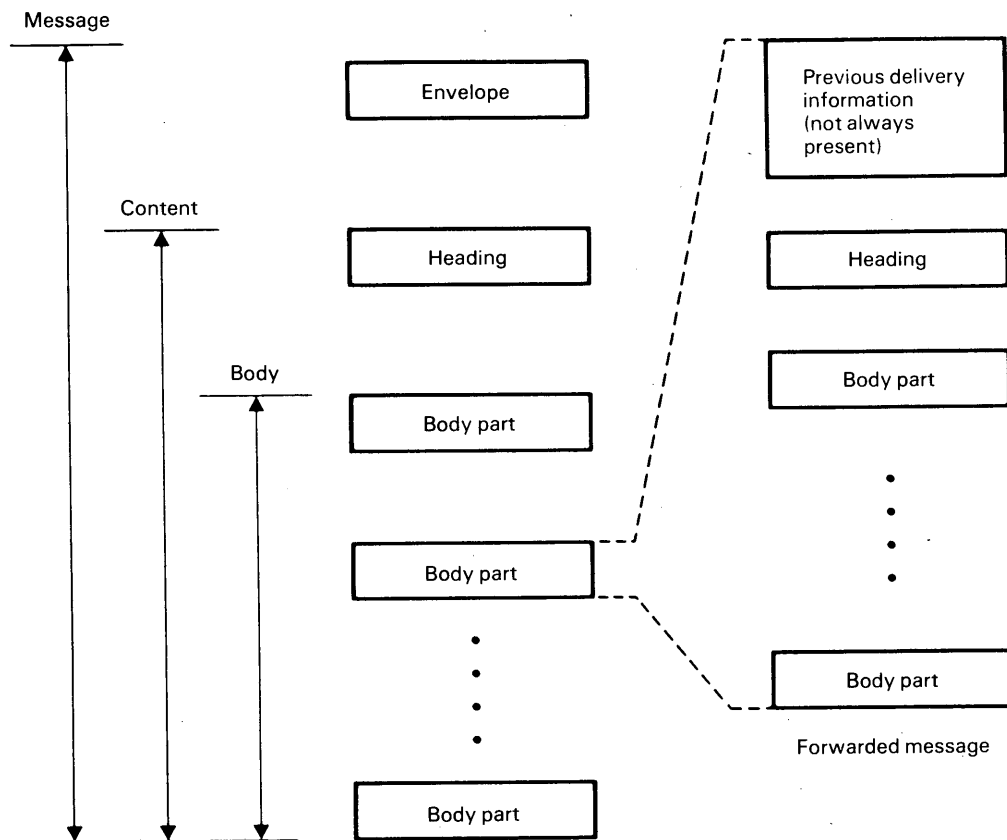 Message
Envelope
Content
Heading
Body
Body part
Body part
Body part
Previous delivery
information
(not always
present)
Heading
Body part
Body part
Forwarded message